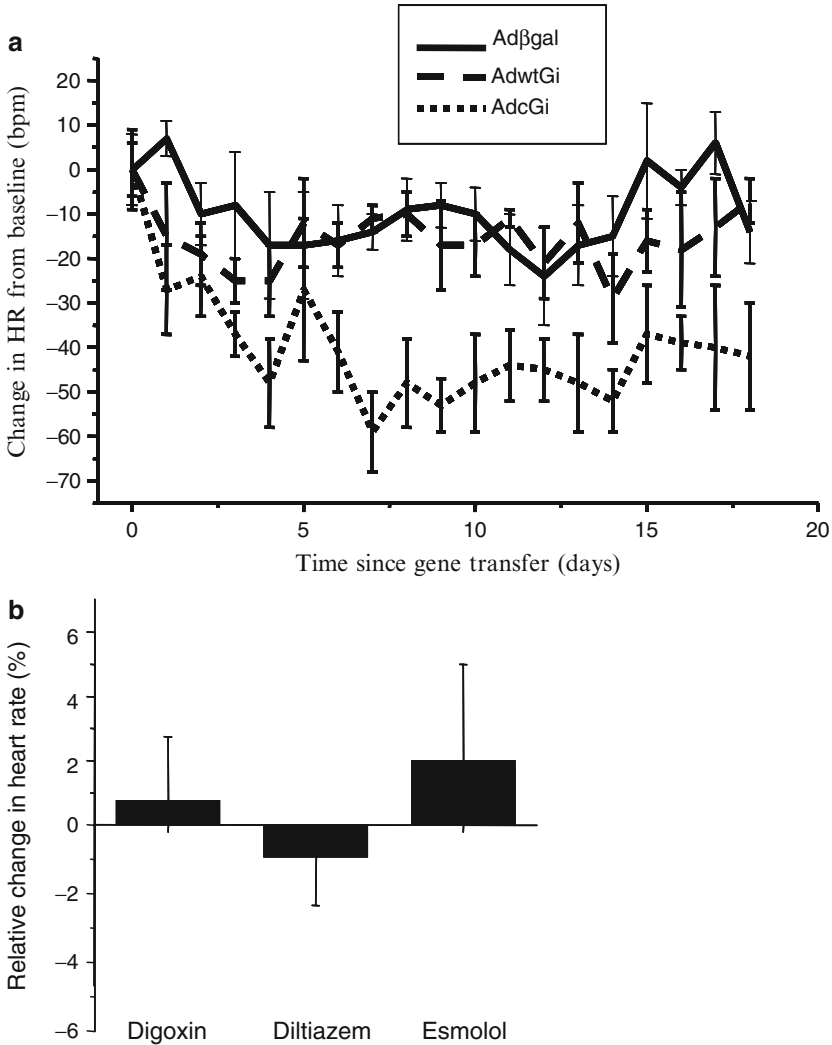 a
Adβgal
AdwtGi
AdcGi
Change in HR from baseline (bpm)
20
10
0
−10
−20
−30
−40
−50
−60
−70
0 5 10 15 20
Time since gene transfer (days)
b
Relative change in heart rate (%)
6
4
2
0
−2
−4
−6
Digoxin Diltiazem Esmolol